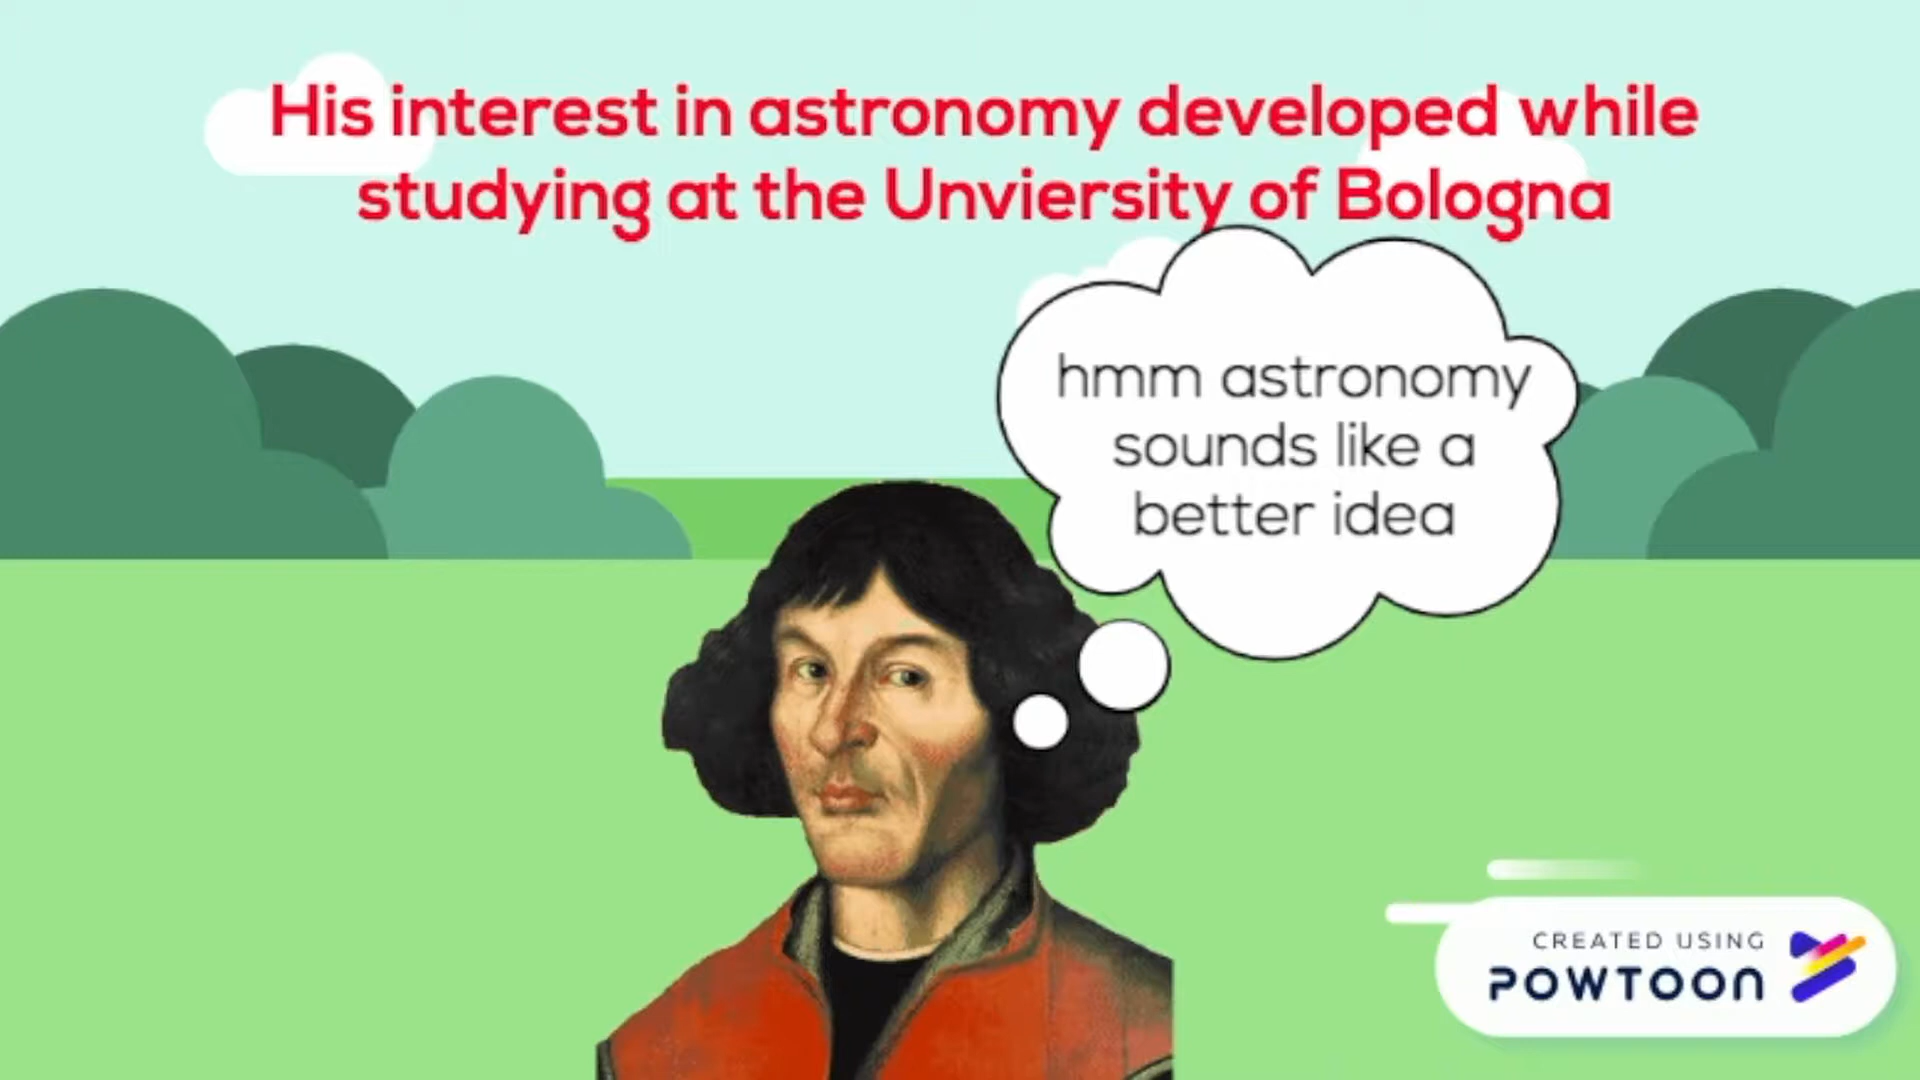 His interest in astronomy developed while
studying at the Unviersity of Bologna
hmm astronomy
sounds like a
better idea
CREATED USING
POWTOON